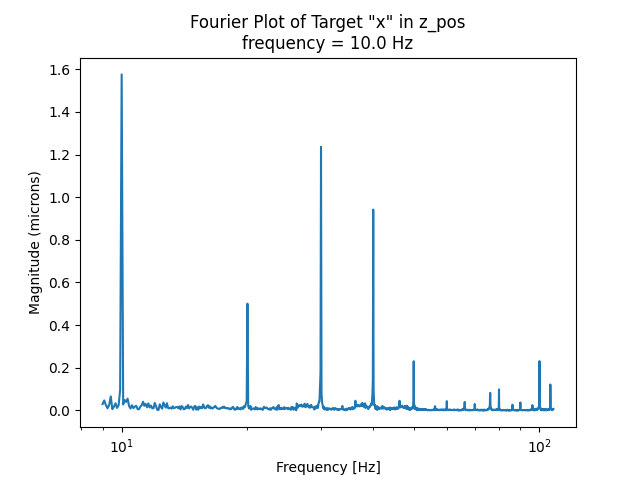 Fourier Plot of Target "x" in z_pos
frequency = 10.0 Hz
1.6
1.4
1.2
1.0
0.8
0.6
0.4
0.2
0.0
Magnitude (microns)
10¹
10²
Frequency [Hz]